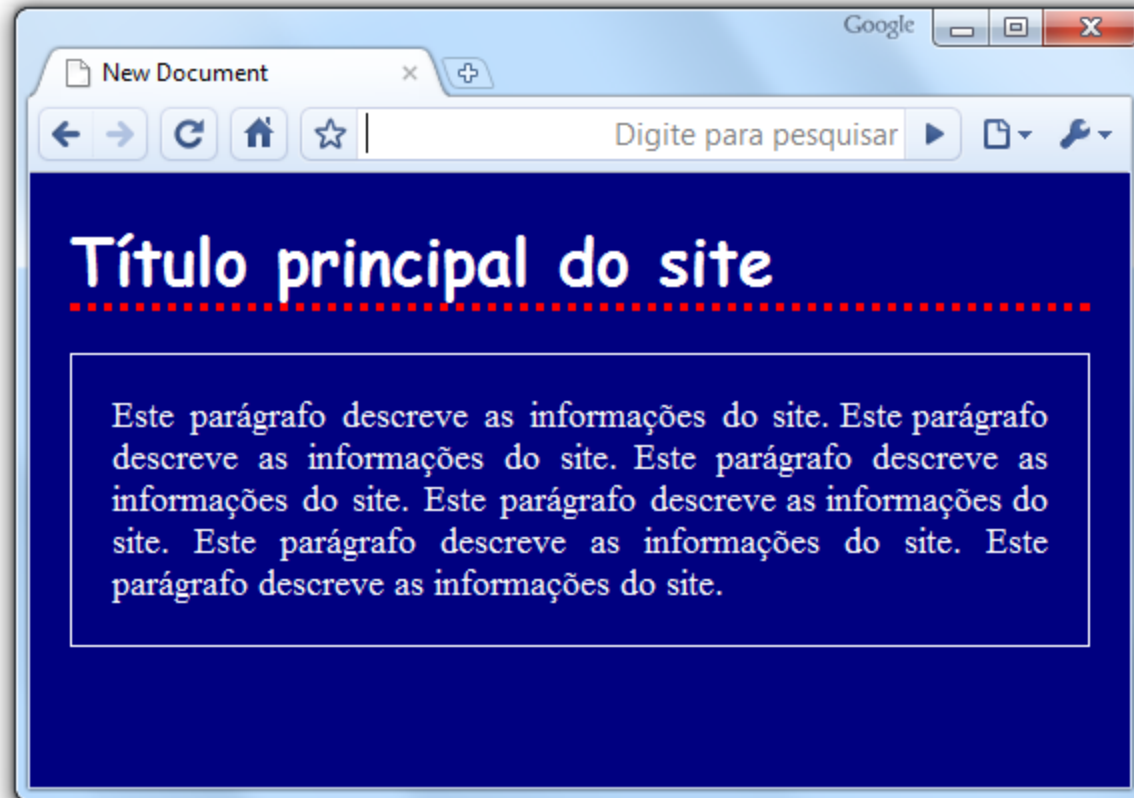 Google
New Document
Digite para pesquisar
Título principal do site
Este parágrafo descreve as informações do site. Este parágrafo
descreve as informações do site. Este parágrafo descreve as
informações do site. Este parágrafo descreve as informações do
site. Este parágrafo descreve as informações do site. Este
parágrafo descreve as informações do site.